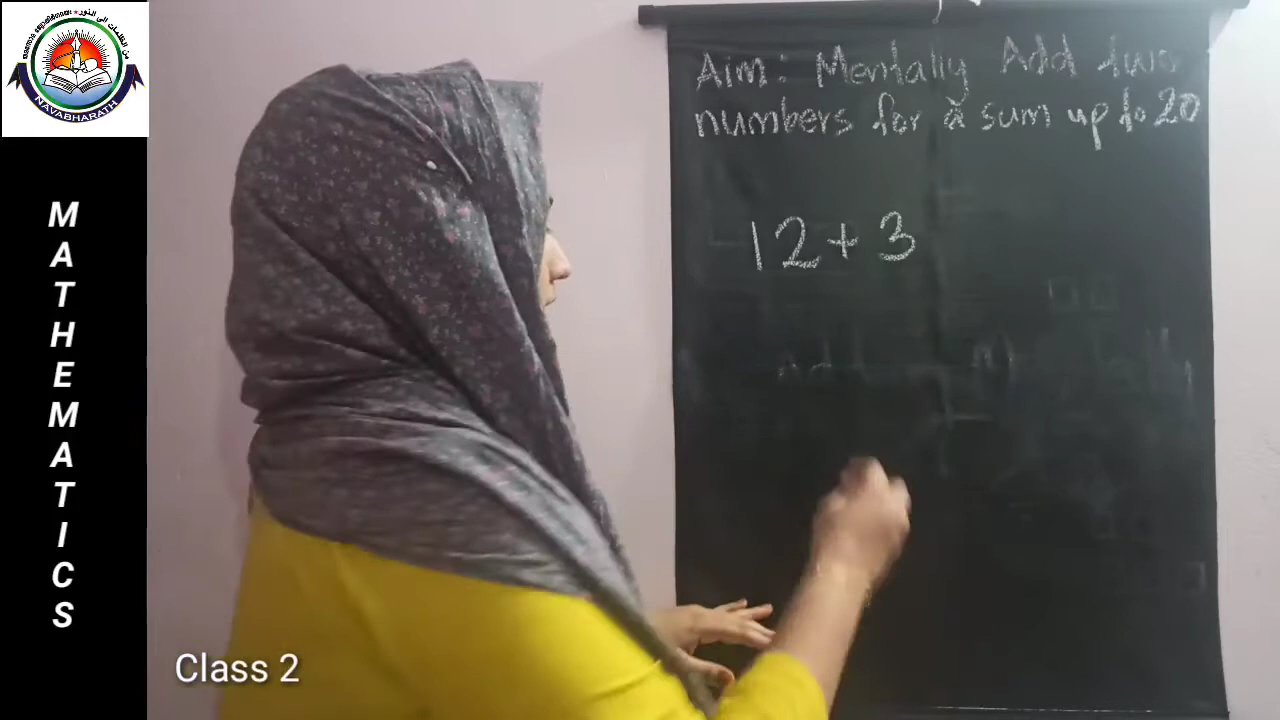 NAVABHARATH
MATHEMATICS
Class 2
Aim: Mentally Add two
numbers for a sum up to 20
12+3